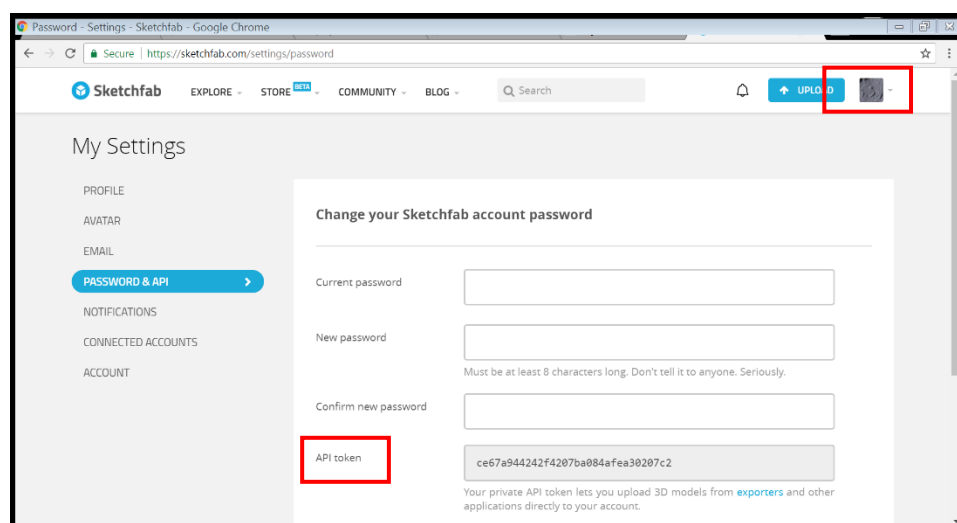 Password - Settings - Sketchfab - Google Chrome
Secure | https://sketchfab.com/settings/password
Sketchfab EXPLORE STORE BETA COMMUNITY BLOG Search UPLOAD
My Settings
PROFILE
AVATAR
EMAIL
PASSWORD & API
NOTIFICATIONS
CONNECTED ACCOUNTS
ACCOUNT
Change your Sketchfab account password
Current password
New password
Must be at least 8 characters long. Don't tell it to anyone. Seriously.
Confirm new password
API token ce67a944242f4207ba084afea30207c2
Your private API token lets you upload 3D models from exporters and other
applications directly to your account.